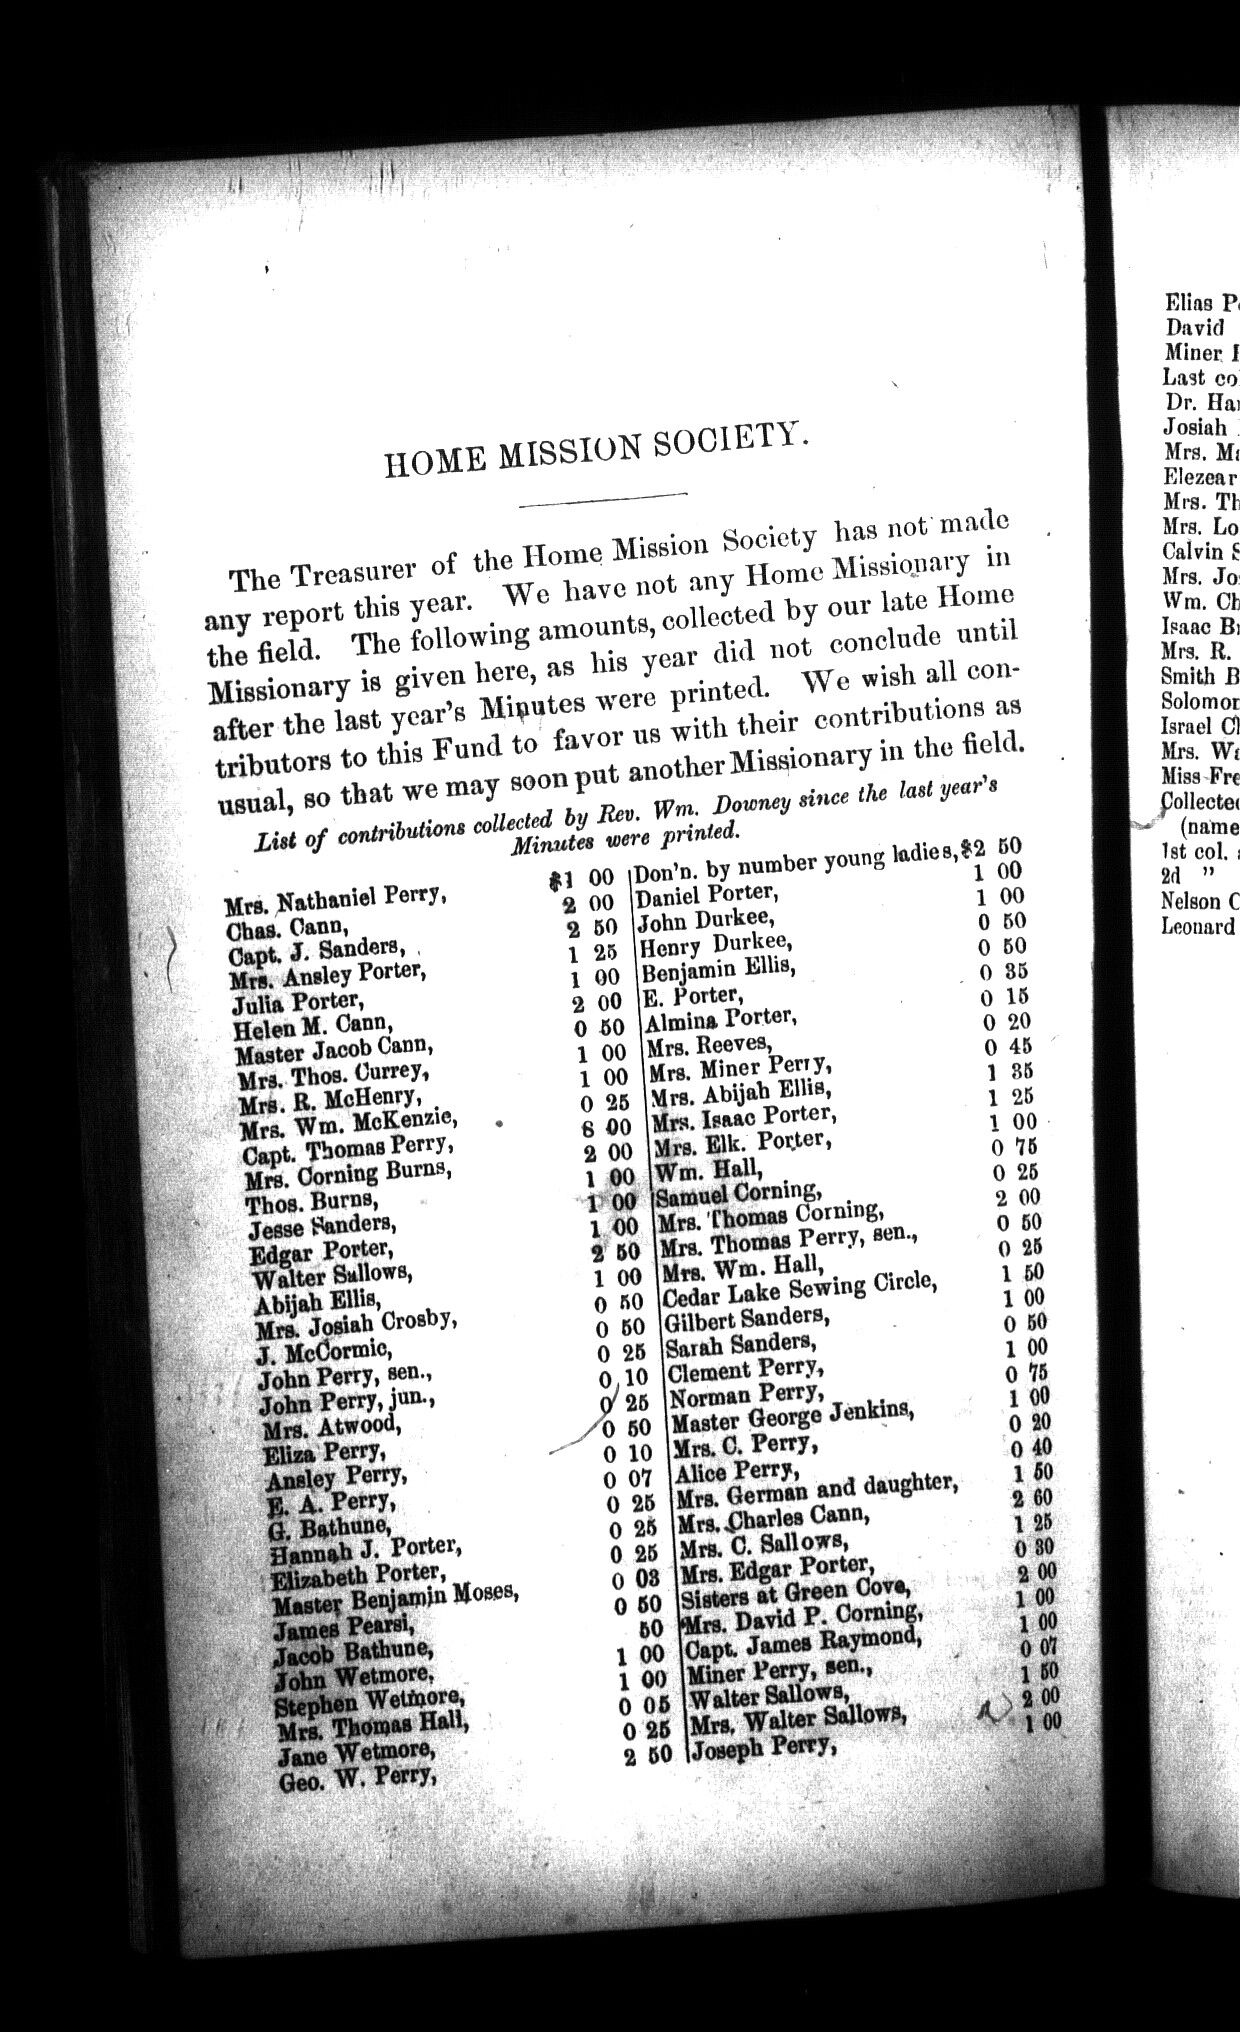 HOME MISSION SOCIETY.
The Treasurer of the Home Mission Society has not made
any report this year. We have not any Home Missionary in
the field. The following amounts, collected by our late Home
Missionary is given here, as his year did not conclude until
after the last year's Minutes were printed. We wish all con-
tributors to this Fund to favor us with their contributions as
usual, so that we may soon put another Missionary in the field.
List of contributions collected by Rev. Wm. Downey since the last year's
Minutes were printed.
Mrs. Nathaniel Perry, $1 00
Chas. Cann, 2 00
Capt. J. Sanders, 2 50
Mrs. Ansley Porter, 1 25
Julia Porter, 1 00
Helen M. Cann, 2 00
Master Jacob Cann, 0 50
Mrs. Thos. Currey, 1 00
Mrs. R. McHenry, 1 00
Mrs. Wm. McKenzie, 0 25
Capt. Thomas Perry, 00
Mrs. Corning Burns, 2 00
Thos. Burns, 1 00
Jesse Sanders, 1 00
Edgar Porter, 1 00
Walter Sallows, 2 50
Abijah Ellis, 1 00
Mrs. Josiah Crosby, 0 50
J. McCormic, 0 50
John Perry, sen., 0 25
John Perry, jun., 0 10
Mrs. Atwood, 0 25
Eliza Perry, 0 50
Ansley Perry, 0 10
E. A. Perry, 0 07
G. Bathune, 0 25
Hannah J. Porter, 0 25
Elizabeth Porter, 0 25
Master Benjamin Moses, 0 03
James Pearsi, 0 50
Jacob Bathune, 50
John Wetmore, 1 00
Stephen Wetmore, 1 00
Mrs. Thomas Hall, 0 05
Jane Wetmore, 0 25
Geo. W. Perry, 2 50
Don'n. by number young ladies, $2 50
Daniel Porter, 1 00
John Durkee, 1 00
Henry Durkee, 0 50
Benjamin Ellis, 0 50
E. Porter, 0 35
Almina Porter, 0 15
Mrs. Reeves, 0 20
Mrs. Miner Perry, 0 45
Mrs. Abijah Ellis, 1 35
Mrs. Isaac Porter, 1 25
Mrs. Elk. Porter, 1 00
Wm. Hall, 0 75
Samuel Corning, 0 25
Mrs. Thomas Corning, 2 00
Mrs. Thomas Perry, sen., 0 50
Mrs. Wm. Hall, 0 25
Cedar Lake Sewing Circle, 1 50
Gilbert Sanders, 1 00
Sarah Sanders, 0 50
Clement Perry, 1 00
Norman Perry, 0 75
Master George Jenkins, 1 00
Mrs. C. Perry, 0 20
Alice Perry, 0 40
Mrs. German and daughter, 1 50
Mrs. Charles Cann, 2 60
Mrs. C. Sallows, 1 25
Mrs. Edgar Porter, 0 30
Sisters at Green Cove, 2 00
Mrs. David P. Corning, 1 00
Capt. James Raymond, 1 00
Miner Perry, sen., 0 07
Walter Sallows, 1 50
Mrs. Walter Sallows, 2 00
Joseph Perry, 1 00
Elias
David
Miner
Last
Dr.
Josiah
Mrs.
Elezear
Mrs.
Mrs.
Calvin
Mrs.
Wm.
Isaac
Mrs. R.
Smith
Solomon
Israel
Mrs.
Miss
Collected
(name
1st col.
2d "
Nelson
Leonard